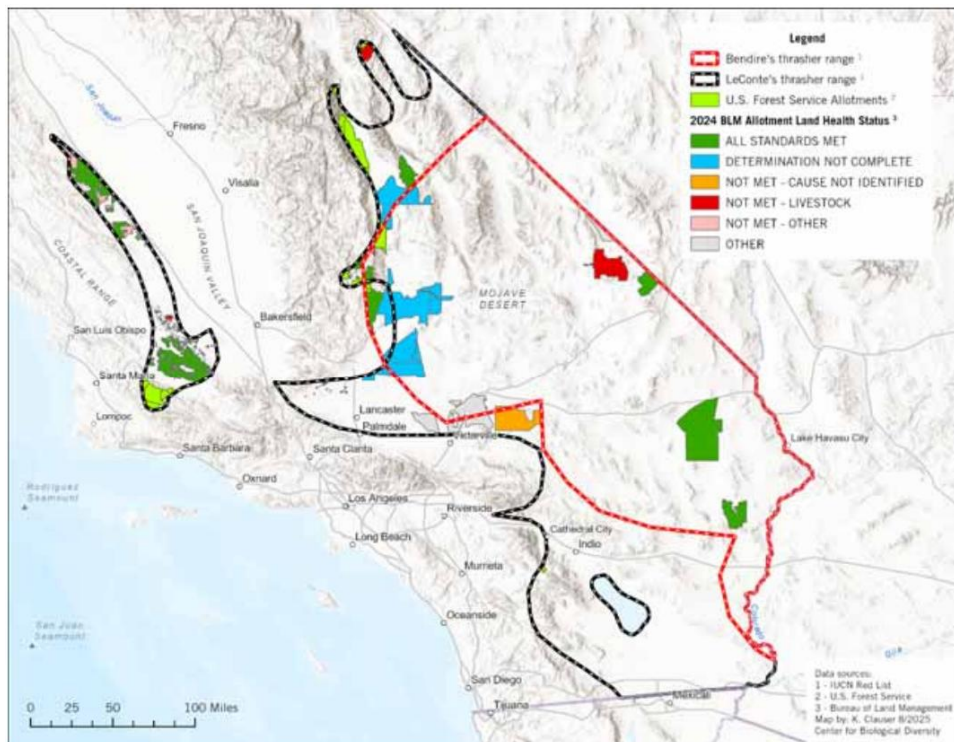 Legend
Bendire's thrasher range 1
LeConte's thrasher range 1
U.S. Forest Service Allotments 2
2024 BLM Allotment Land Health Status 3
ALL STANDARDS MET
DETERMINATION NOT COMPLETE
NOT MET - CAUSE NOT IDENTIFIED
NOT MET - LIVESTOCK
NOT MET - OTHER
OTHER
San Joaquin
Fresno
Visalia
SAN JOAQUIN VALLEY
COASTAL RANGE
MOJAVE
DESERT
Bakersfield
San Luis Obispo
Santa Maria
Lompoc
Lancaster
Palmdale
Victorville
Lake Havasu City
Santa Barbara
Santa Clarita
Oxnard
Rodriguez
Seamount
Los Angeles
Riverside
Cathedral City
Indio
Long Beach
Murrieta
Oceanside
San Juan
Seamount
Colorado
Gila
San Diego
Mexicali
Tijuana
0 25 50 100 Miles
Data sources:
1 - IUCN Red List
2 - U.S. Forest Service
3 - Bureau of Land Management
Map by: K. Clauser 8/2025
Center for Biological Diversity